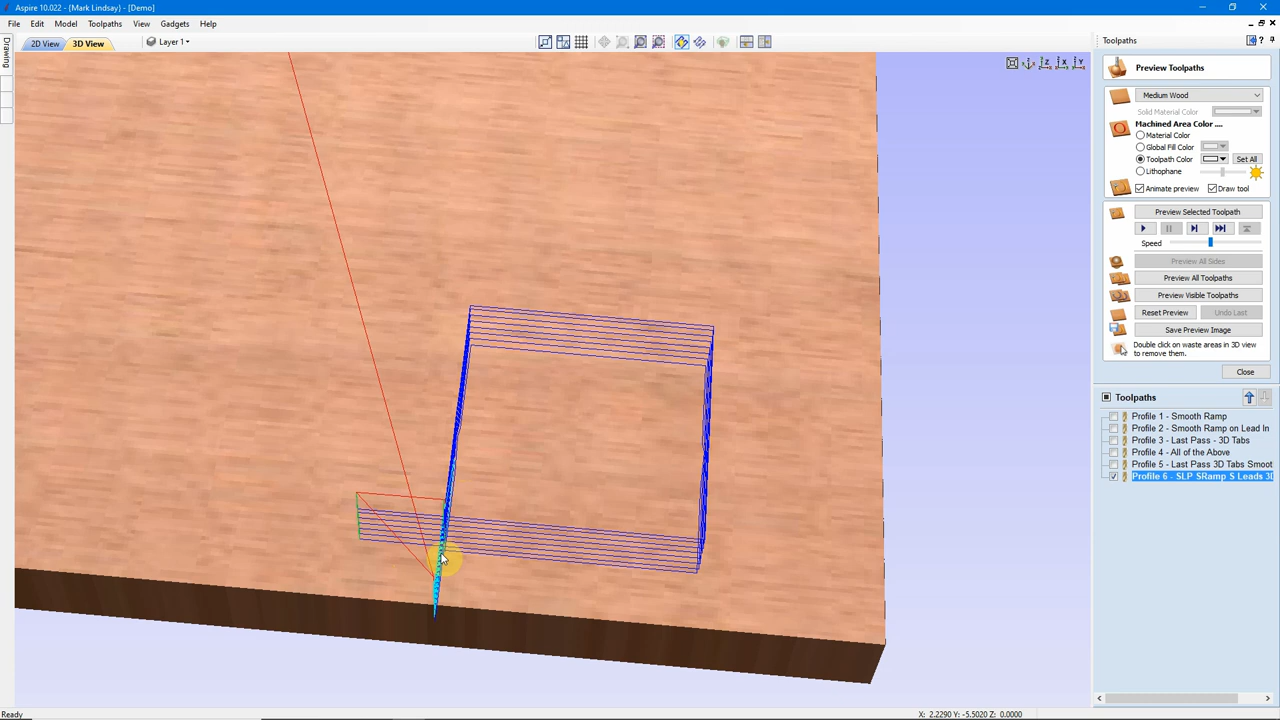 Aspire 10.022 - {Mark Lindsay} - [Demo]
File Edit Model Toolpaths View Gadgets Help
2D View 3D View Layer 1
Drawing
Z X Y
Toolpaths
Preview Toolpaths
Medium Wood
Solid Material Color
Machined Area Color ....
Material Color
Global Fill Color
Toolpath Color Set All
Lithophane
Animate preview Draw tool
Preview Selected Toolpath
Speed
Preview All Sides
Preview All Toolpaths
Preview Visible Toolpaths
Reset Preview Undo Last
Save Preview Image
Double click on waste areas in 3D view
to remove them.
Close
Toolpaths
Profile 1 - Smooth Ramp
Profile 2 - Smooth Ramp on Lead In
Profile 3 - Last Pass - 3D Tabs
Profile 4 - All of the Above
Profile 5 - Last Pass 3D Tabs Smoot
Profile 6 - SLP SRamp S Leads 3D
Ready
X: 2.2290 Y: -5.5020 Z: 0.0000